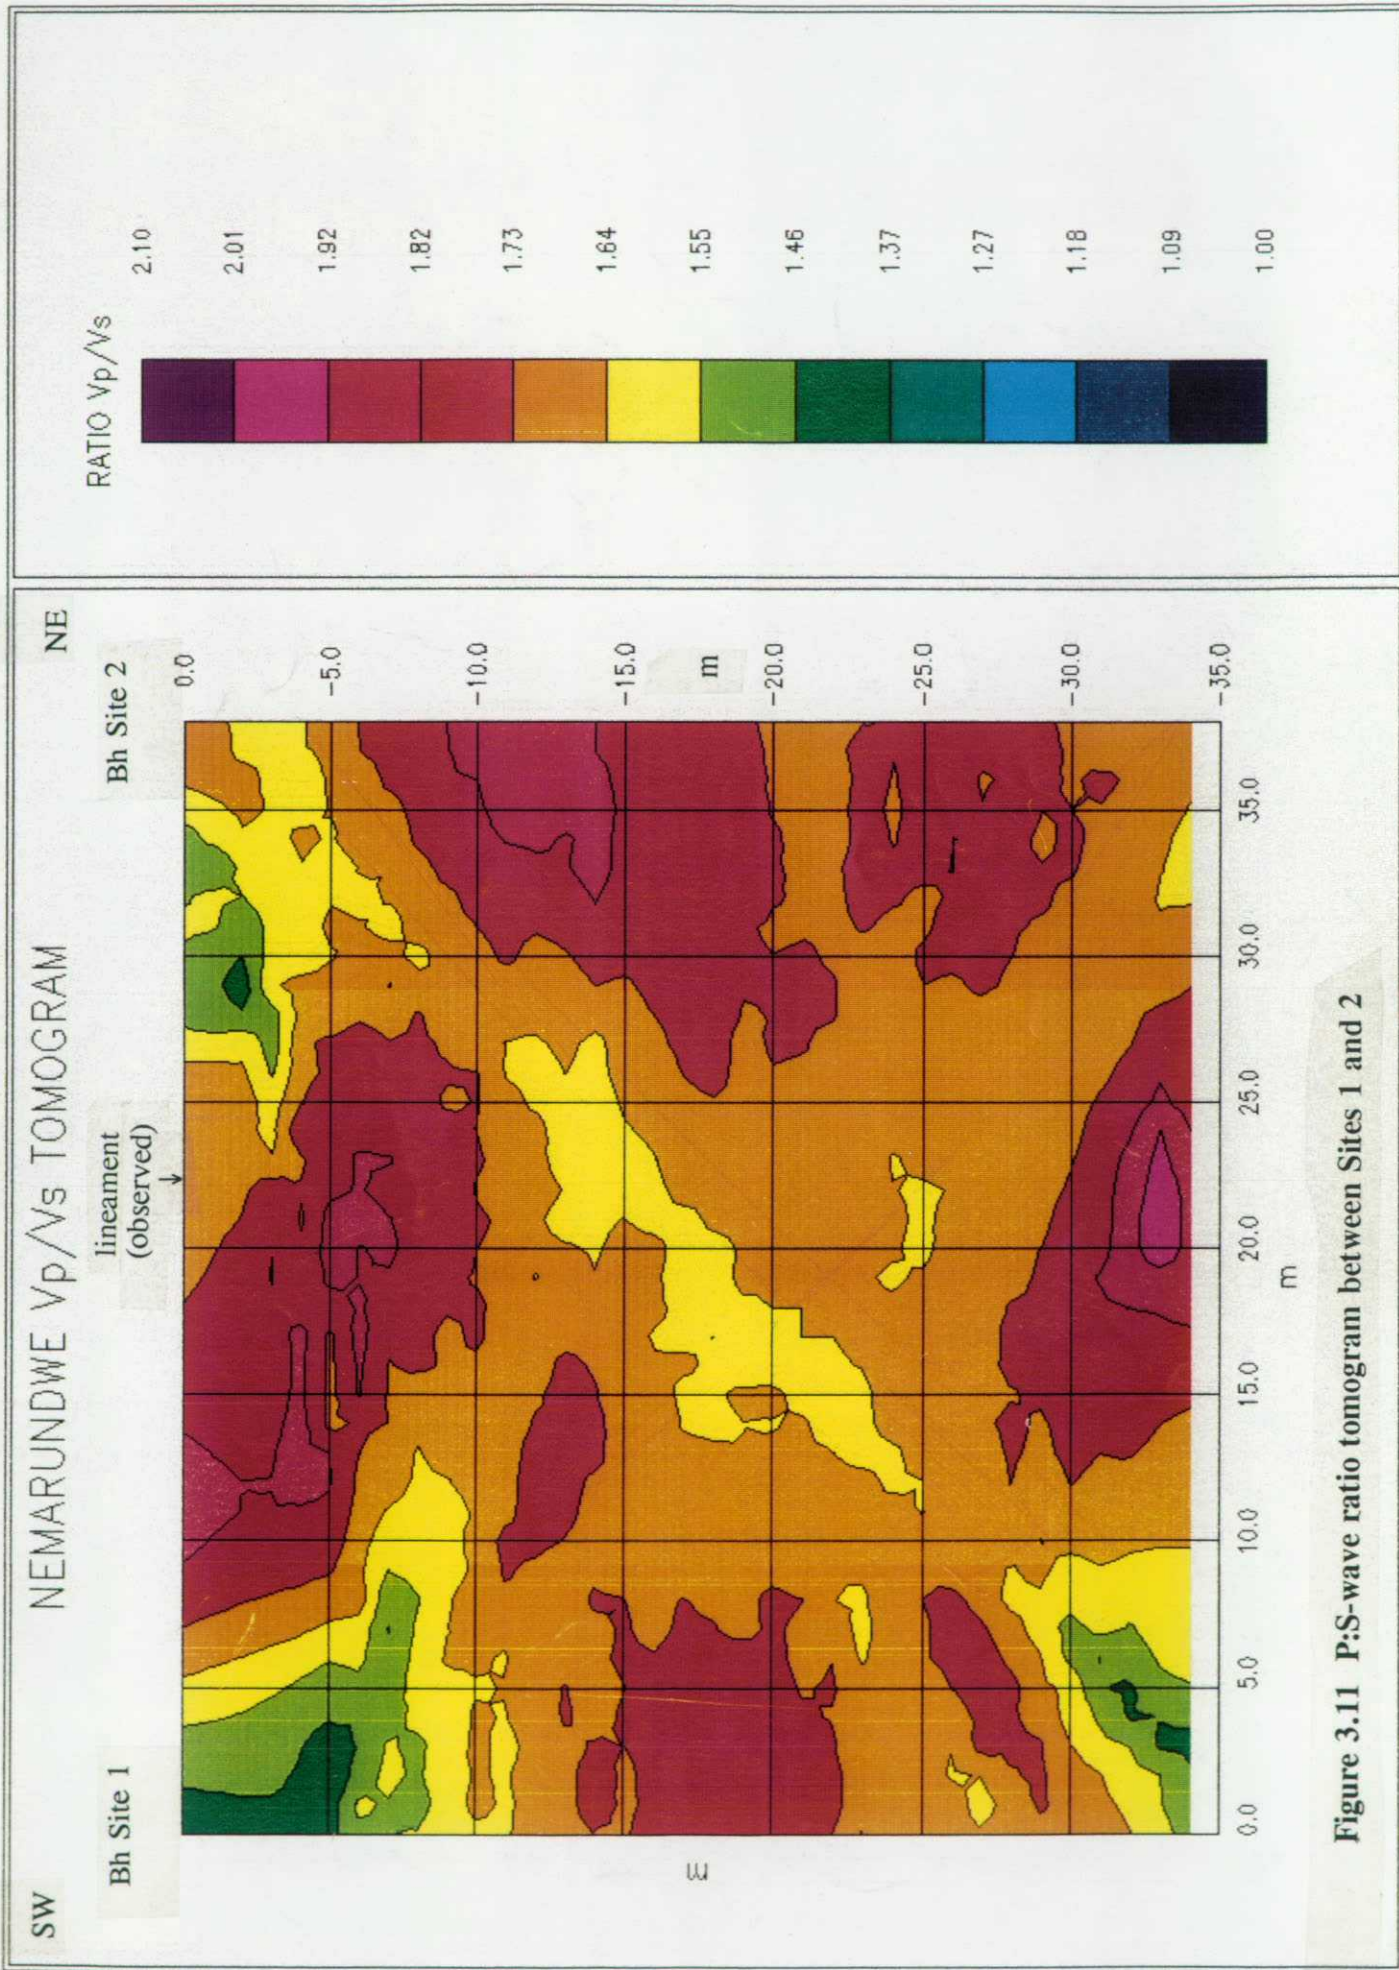 SW
NE
NEMARUNDWE Vp/Vs TOMOGRAM
Bh Site 1
lineament
(observed)
Bh Site 2
0.0
-5.0
-10.0
-15.0
m
-20.0
-25.0
-30.0
-35.0
m
0.0
5.0
10.0
15.0
20.0
25.0
30.0
35.0
m
RATIO Vp/Vs
2.10
2.01
1.92
1.82
1.73
1.64
1.55
1.46
1.37
1.27
1.18
1.09
1.00
Figure 3.11 P:S-wave ratio tomogram between Sites 1 and 2